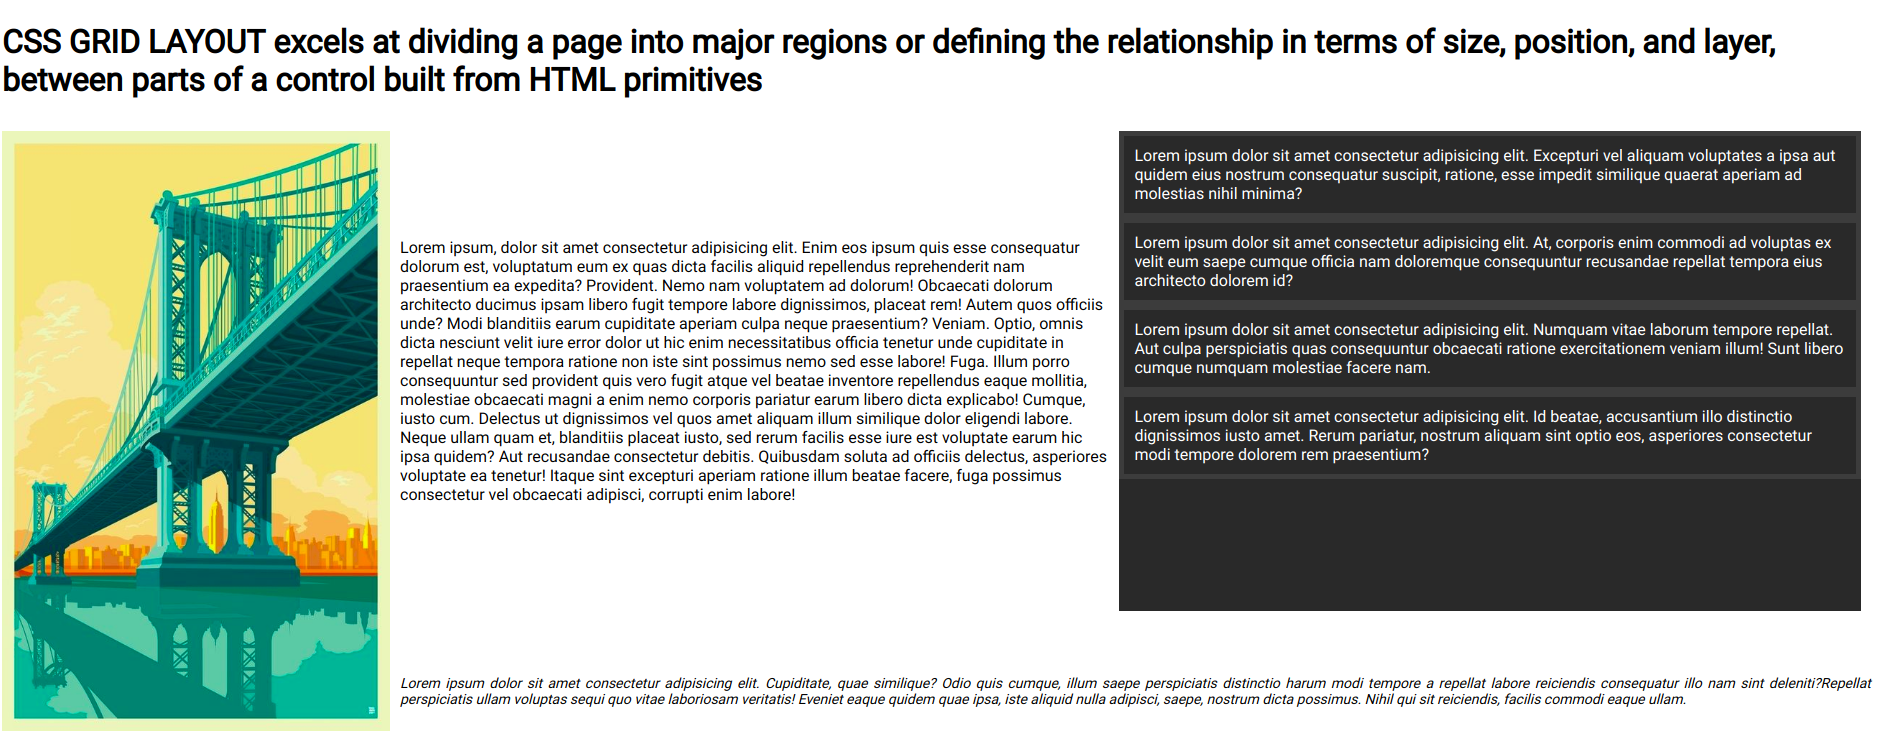 CSS GRID LAYOUT excels at dividing a page into major regions or defining the relationship in terms of size, position, and layer,
between parts of a control built from HTML primitives
Lorem ipsum, dolor sit amet consectetur adipisicing elit. Enim eos ipsum quis esse consequatur
dolorum est, voluptatum eum ex quas dicta facilis aliquid repellendus reprehenderit nam
praesentium ea expedita? Provident. Nemo nam voluptatem ad dolorum! Obcaecati dolorum
architecto ducimus ipsam libero fugit tempore labore dignissimos, placeat rem! Autem quos officiis
unde? Modi blanditiis earum cupiditate aperiam culpa neque praesentium? Veniam. Optio, omnis
dicta nesciunt velit iure error dolor ut hic enim necessitatibus officia tenetur unde cupiditate in
repellat neque tempora ratione non iste sint possimus nemo sed esse labore! Fuga. Illum porro
consequuntur sed provident quis vero fugit atque vel beatae inventore repellendus eaque mollitia,
molestiae obcaecati magni a enim nemo corporis pariatur earum libero dicta explicabo! Cumque,
iusto cum. Delectus ut dignissimos vel quos amet aliquam illum similique dolor eligendi labore.
Neque ullam quam et, blanditiis placeat iusto, sed rerum facilis esse iure est voluptate earum hic
ipsa quidem? Aut recusandae consectetur debitis. Quibusdam soluta ad officiis delectus, asperiores
voluptate ea tenetur! Itaque sint excepturi aperiam ratione illum beatae facere, fuga possimus
consectetur vel obcaecati adipisci, corrupti enim labore!
Lorem ipsum dolor sit amet consectetur adipisicing elit. Excepturi vel aliquam voluptates a ipsa aut
quidem eius nostrum consequatur suscipit, ratione, esse impedit similique quaerat aperiam ad
molestias nihil minima?
Lorem ipsum dolor sit amet consectetur adipisicing elit. At, corporis enim commodi ad voluptas ex
velit eum saepe cumque officia nam doloremque consequuntur recusandae repellat tempora eius
architecto dolorem id?
Lorem ipsum dolor sit amet consectetur adipisicing elit. Numquam vitae laborum tempore repellat.
Aut culpa perspiciatis quas consequuntur obcaecati ratione exercitationem veniam illum! Sunt libero
cumque numquam molestiae facere nam.
Lorem ipsum dolor sit amet consectetur adipisicing elit. Id beatae, accusantium illo distinctio
dignissimos iusto amet. Rerum pariatur, nostrum aliquam sint optio eos, asperiores consectetur
modi tempore dolorem rem praesentium?
Lorem ipsum dolor sit amet consectetur adipisicing elit. Cupiditate, quae similique? Odio quis cumque, illum saepe perspiciatis distinctio harum modi tempore a repellat labore reiciendis consequatur illo nam sint deleniti?Repellat
perspiciatis ullam voluptas sequi quo vitae laboriosam veritatis! Eveniet eaque quidem quae ipsa, iste aliquid nulla adipisci, saepe, nostrum dicta possimus. Nihil qui sit reiciendis, facilis commodi eaque ullam.